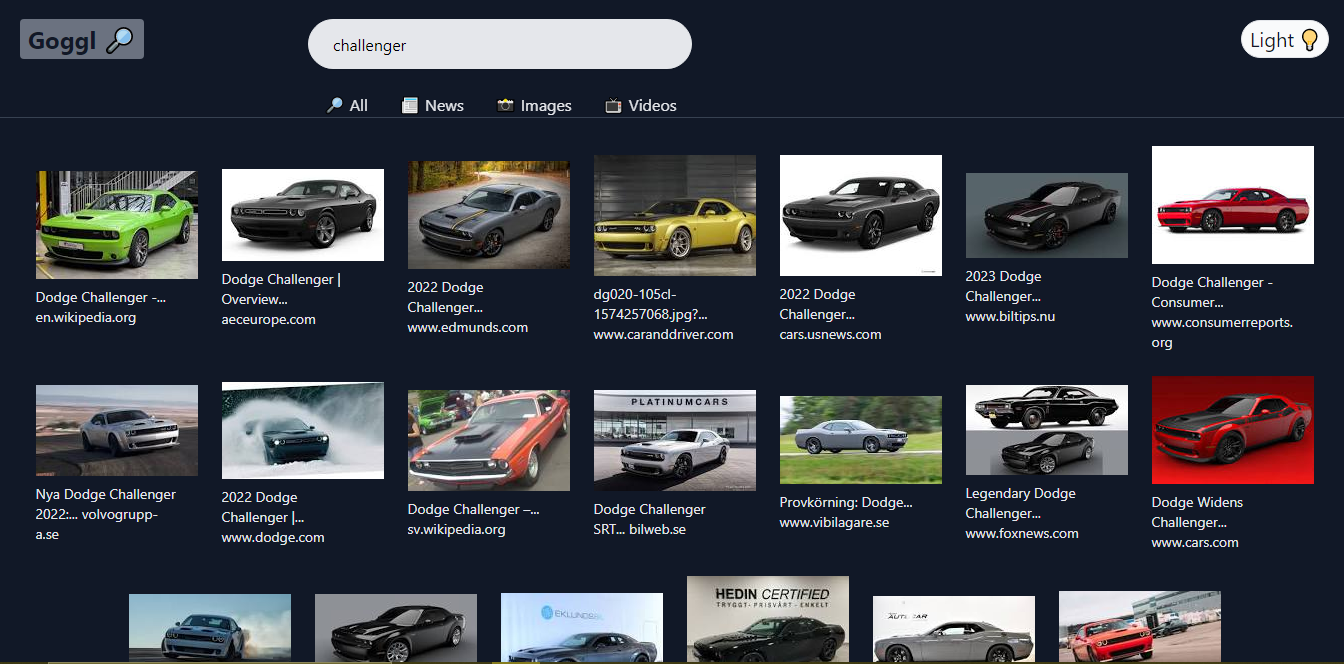 Goggl
challenger
Light
All
News
Images
Videos
Dodge Challenger -...
en.wikipedia.org
Dodge Challenger |
Overview...
aeceurope.com
2022 Dodge
Challenger...
www.edmunds.com
dg020-105cl-
1574257068.jpg?...
www.caranddriver.com
2022 Dodge
Challenger...
cars.usnews.com
2023 Dodge
Challenger...
www.biltips.nu
Dodge Challenger -
Consumer...
www.consumerreports.
org
PLATINUMCARS
Nya Dodge Challenger
2022:... volvogrupp-
a.se
2022 Dodge
Challenger |...
www.dodge.com
Dodge Challenger –...
sv.wikipedia.org
Dodge Challenger
SRT... bilweb.se
Provkörning: Dodge...
www.vibilagare.se
Legendary Dodge
Challenger...
www.foxnews.com
Dodge Widens
Challenger...
www.cars.com
HEDIN CERTIFIED
TRYGGT · PRISVÄRT · ENKELT